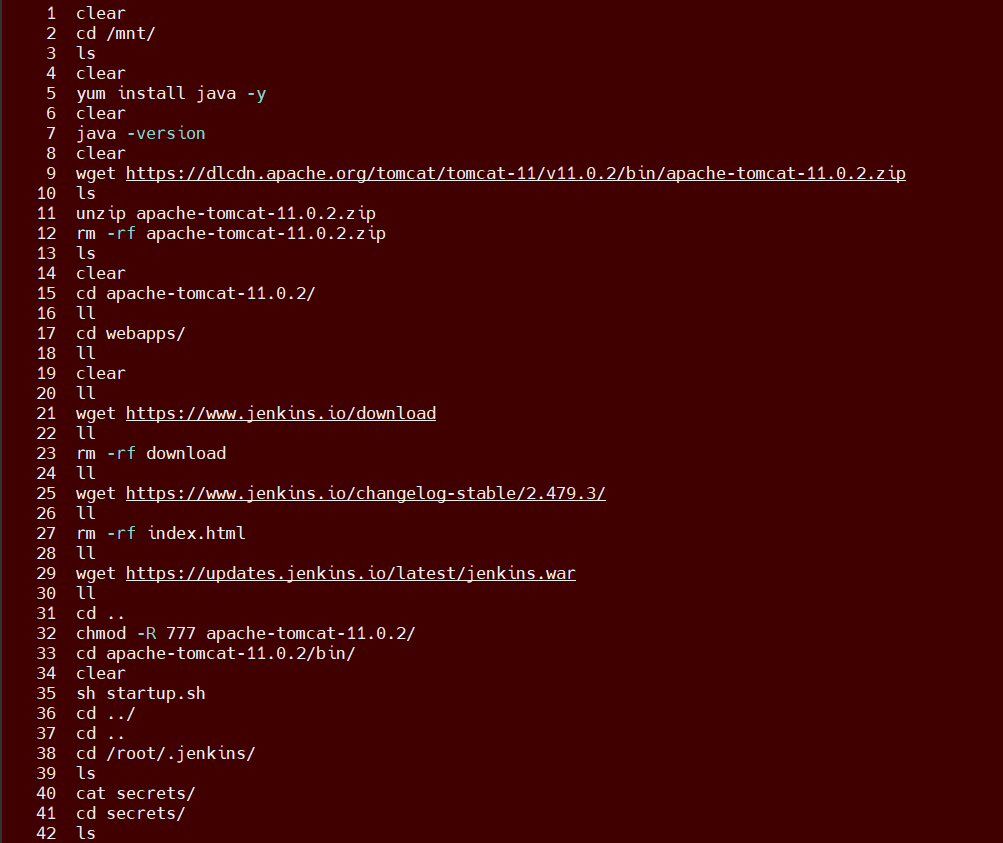 1 clear
2 cd /mnt/
3 ls
4 clear
5 yum install java -y
6 clear
7 java -version
8 clear
9 wget https://dlcdn.apache.org/tomcat/tomcat-11/v11.0.2/bin/apache-tomcat-11.0.2.zip
10 ls
11 unzip apache-tomcat-11.0.2.zip
12 rm -rf apache-tomcat-11.0.2.zip
13 ls
14 clear
15 cd apache-tomcat-11.0.2/
16 ll
17 cd webapps/
18 ll
19 clear
20 ll
21 wget https://www.jenkins.io/download
22 ll
23 rm -rf download
24 ll
25 wget https://www.jenkins.io/changelog-stable/2.479.3/
26 ll
27 rm -rf index.html
28 ll
29 wget https://updates.jenkins.io/latest/jenkins.war
30 ll
31 cd ..
32 chmod -R 777 apache-tomcat-11.0.2/
33 cd apache-tomcat-11.0.2/bin/
34 clear
35 sh startup.sh
36 cd ../
37 cd ..
38 cd /root/.jenkins/
39 ls
40 cat secrets/
41 cd secrets/
42 ls